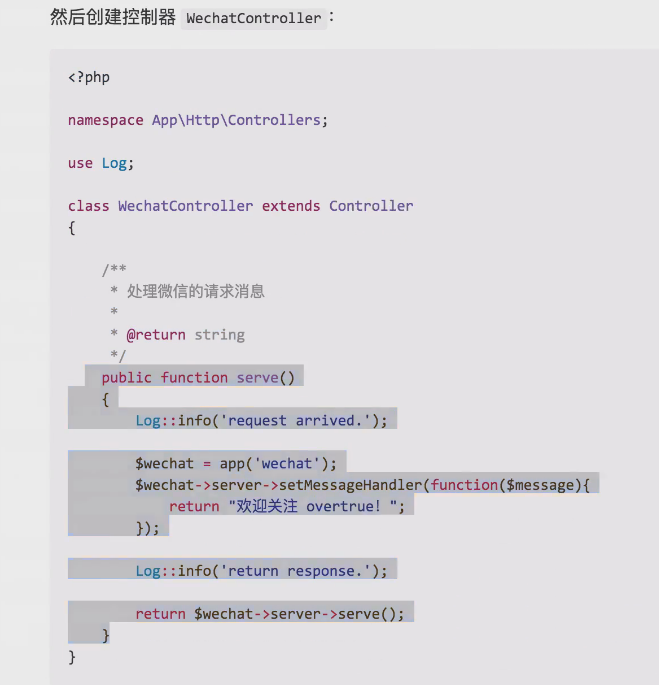 然后创建控制器 WechatController：
<?php
namespace App\Http\Controllers;
use Log;
class WechatController extends Controller
{
    /**
     * 处理微信的请求消息
     *
     * @return string
     */
    public function serve()
    {
        Log::info('request arrived.');
        $wechat = app('wechat');
        $wechat->server->setMessageHandler(function($message){
            return "欢迎关注 overtrue！";
        });
        Log::info('return response.');
        return $wechat->server->serve();
    }
}